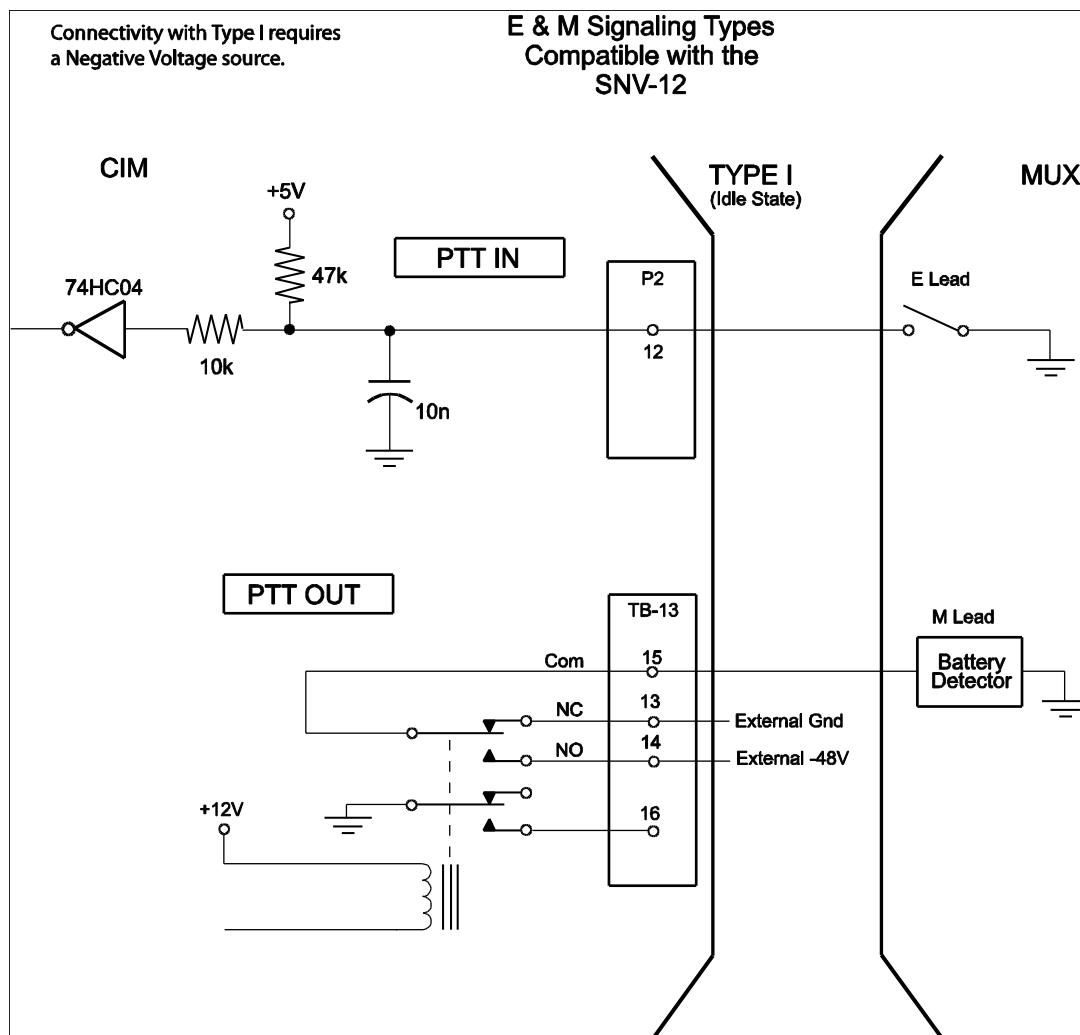 Connectivity with Type I requires
a Negative Voltage source.
E & M Signaling Types
Compatible with the
SNV-12
CIM
TYPE I
(Idle State)
MUX
+5V
PTT IN
47k
74HC04
P2
E Lead
12
10k
10n
PTT OUT
TB-13
M Lead
Com
15
Battery
Detector
NC
13
External Gnd
NO
14
External -48V
+12V
16